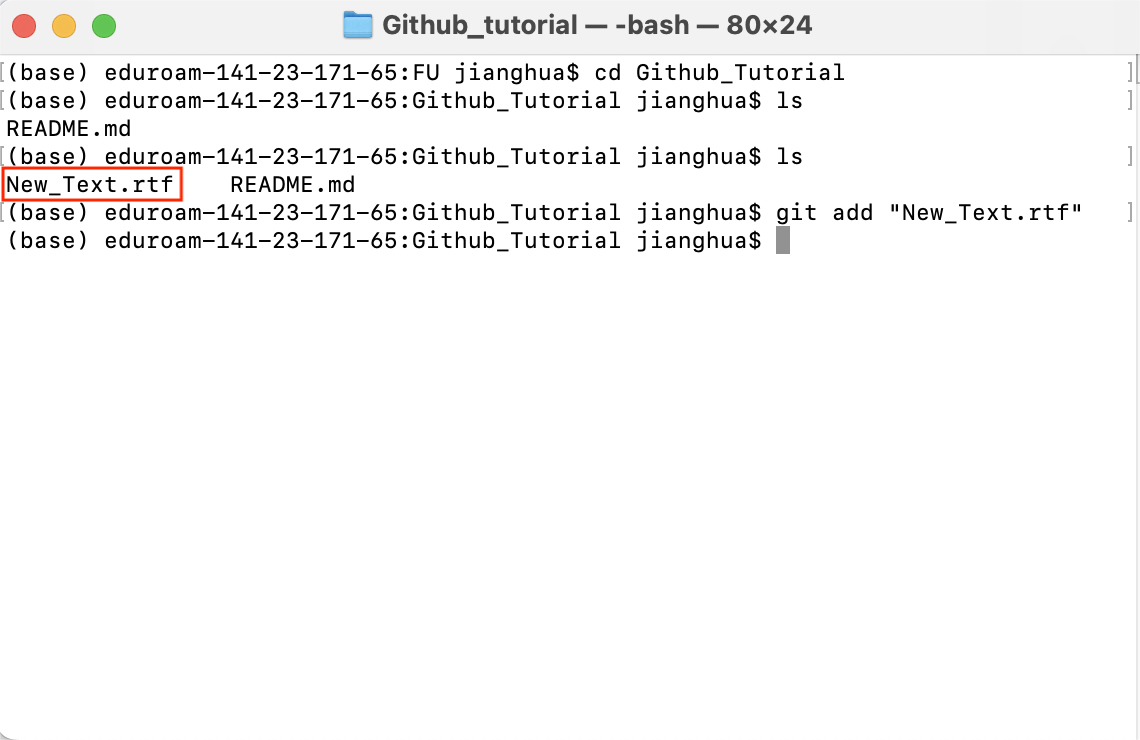 Github_tutorial — -bash — 80×24
[(base) eduroam-141-23-171-65:FU jianghua$ cd Github_Tutorial ]
[(base) eduroam-141-23-171-65:Github_Tutorial jianghua$ ls ]
README.md
[(base) eduroam-141-23-171-65:Github_Tutorial jianghua$ ls ]
New_Text.rtf README.md
[(base) eduroam-141-23-171-65:Github_Tutorial jianghua$ git add "New_Text.rtf" ]
(base) eduroam-141-23-171-65:Github_Tutorial jianghua$